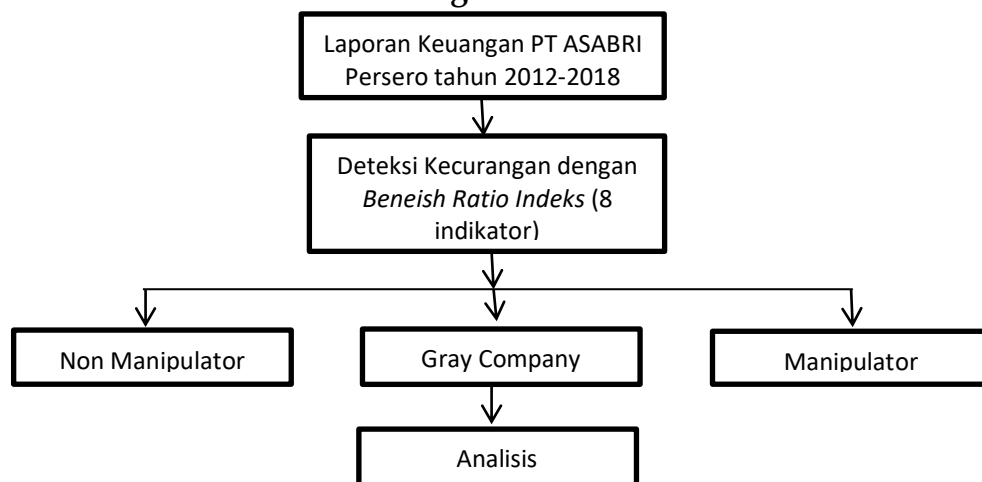 Laporan Keuangan PT ASABRI
Persero tahun 2012-2018
Deteksi Kecurangan dengan
Beneish Ratio Indeks (8
indikator)
Non Manipulator
Gray Company
Manipulator
Analisis